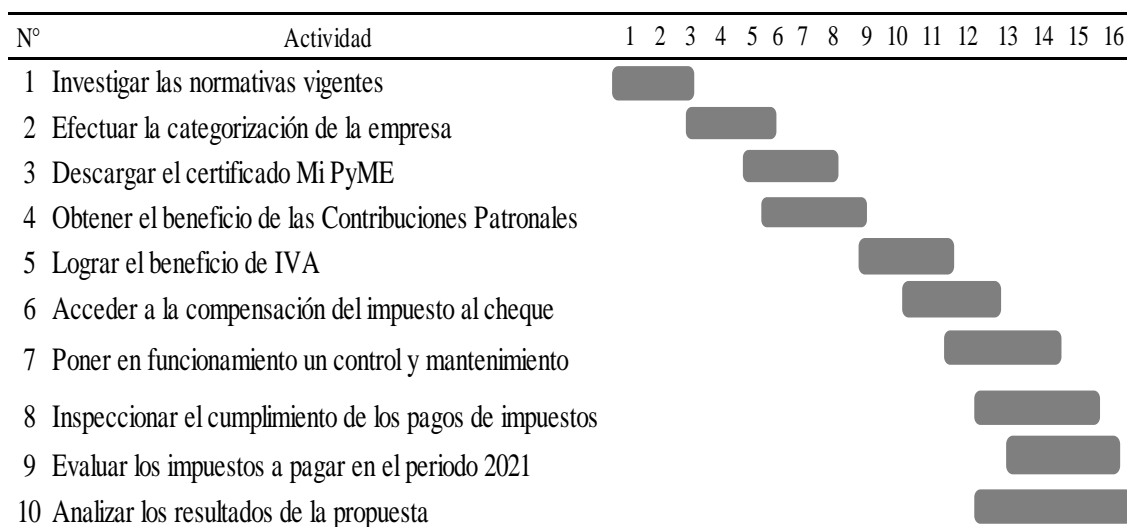 N° Actividad 1 2 3 4 5 6 7 8 9 10 11 12 13 14 15 16
1 Investigar las normativas vigentes
2 Efectuar la categorización de la empresa
3 Descargar el certificado Mi PyME
4 Obtener el beneficio de las Contribuciones Patronales
5 Lograr el beneficio de IVA
6 Acceder a la compensación del impuesto al cheque
7 Poner en funcionamiento un control y mantenimiento
8 Inspeccionar el cumplimiento de los pagos de impuestos
9 Evaluar los impuestos a pagar en el periodo 2021
10 Analizar los resultados de la propuesta